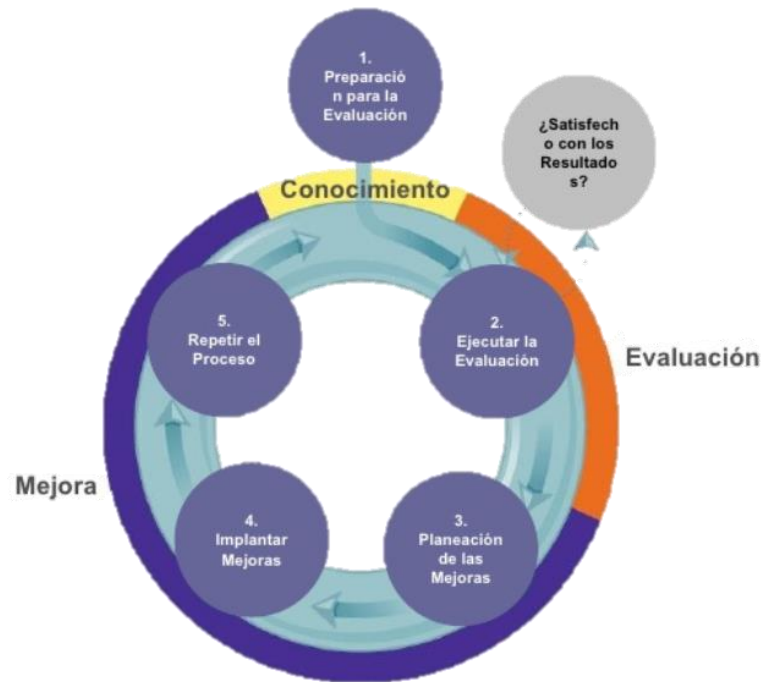 1.
Preparació
n para la
Evaluación
¿Satisfech
o con los
Resultado
s?
Conocimiento
5.
Repetir el
Proceso
2.
Ejecutar la
Evaluación
Evaluación
Mejora
4.
Implantar
Mejoras
3.
Planeación
de las
Mejoras